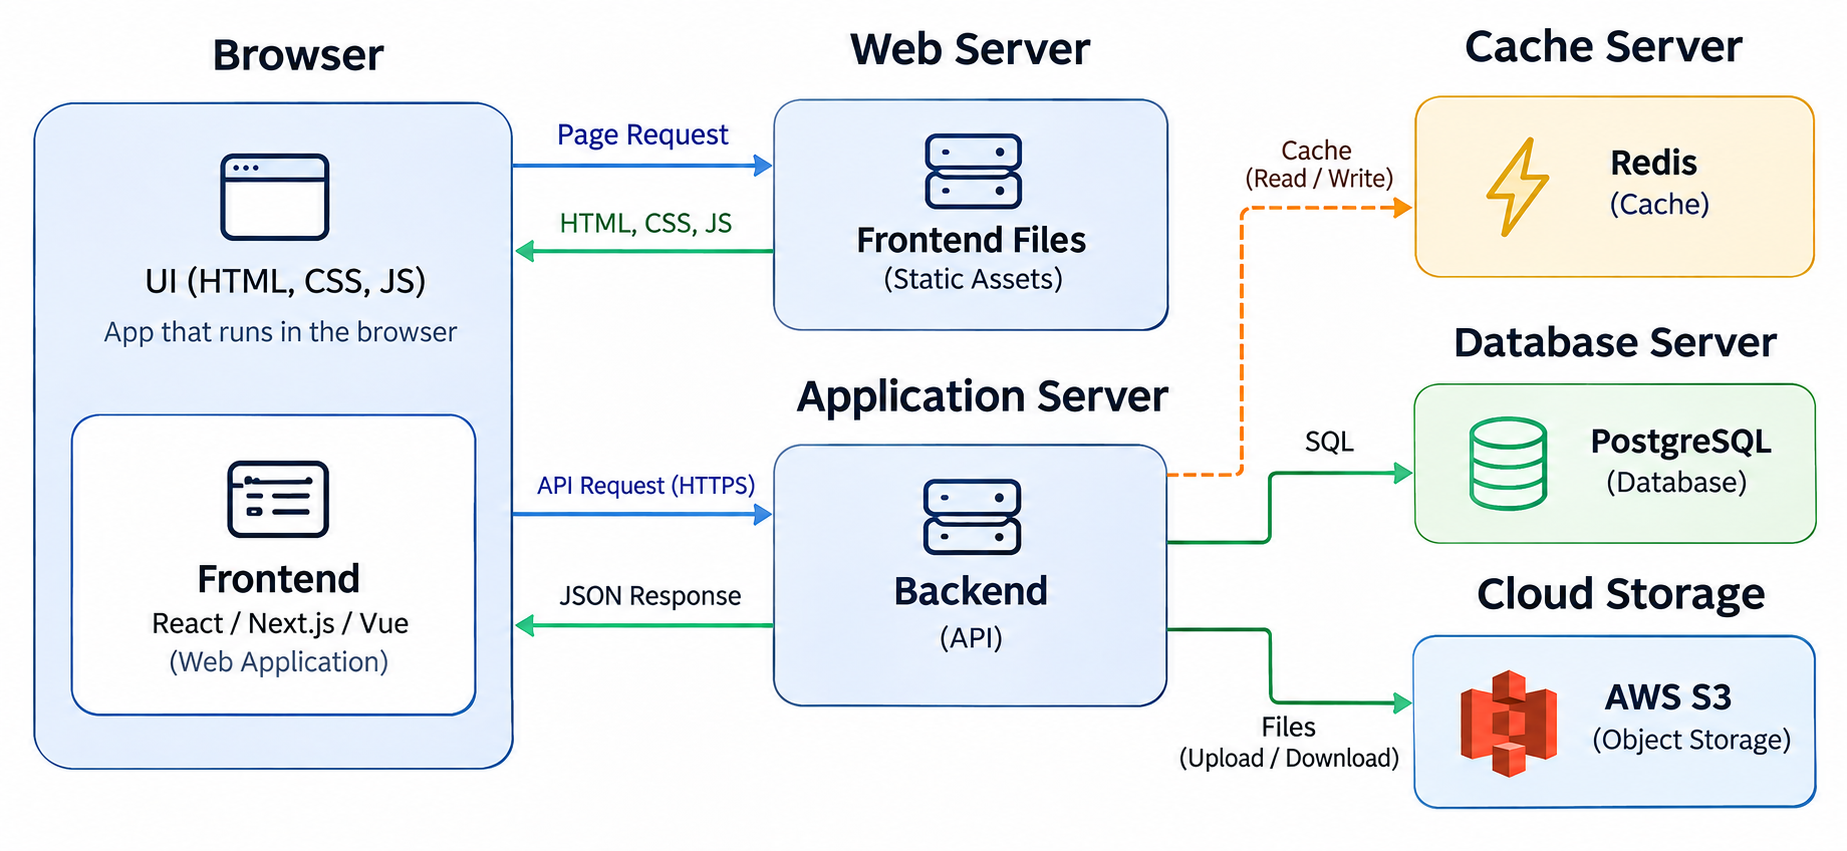 Browser
UI (HTML, CSS, JS)
App that runs in the browser
Frontend
React / Next.js / Vue
(Web Application)
Page Request
HTML, CSS, JS
API Request (HTTPS)
JSON Response
Web Server
Frontend Files
(Static Assets)
Application Server
Backend
(API)
Cache
(Read / Write)
SQL
Files
(Upload / Download)
Cache Server
Redis
(Cache)
Database Server
PostgreSQL
(Database)
Cloud Storage
AWS S3
(Object Storage)